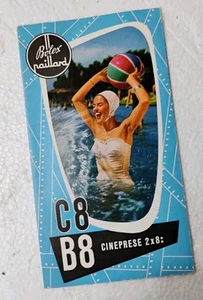 Bolex
Paillard
C8
B8 CINEPRESE 2x8: